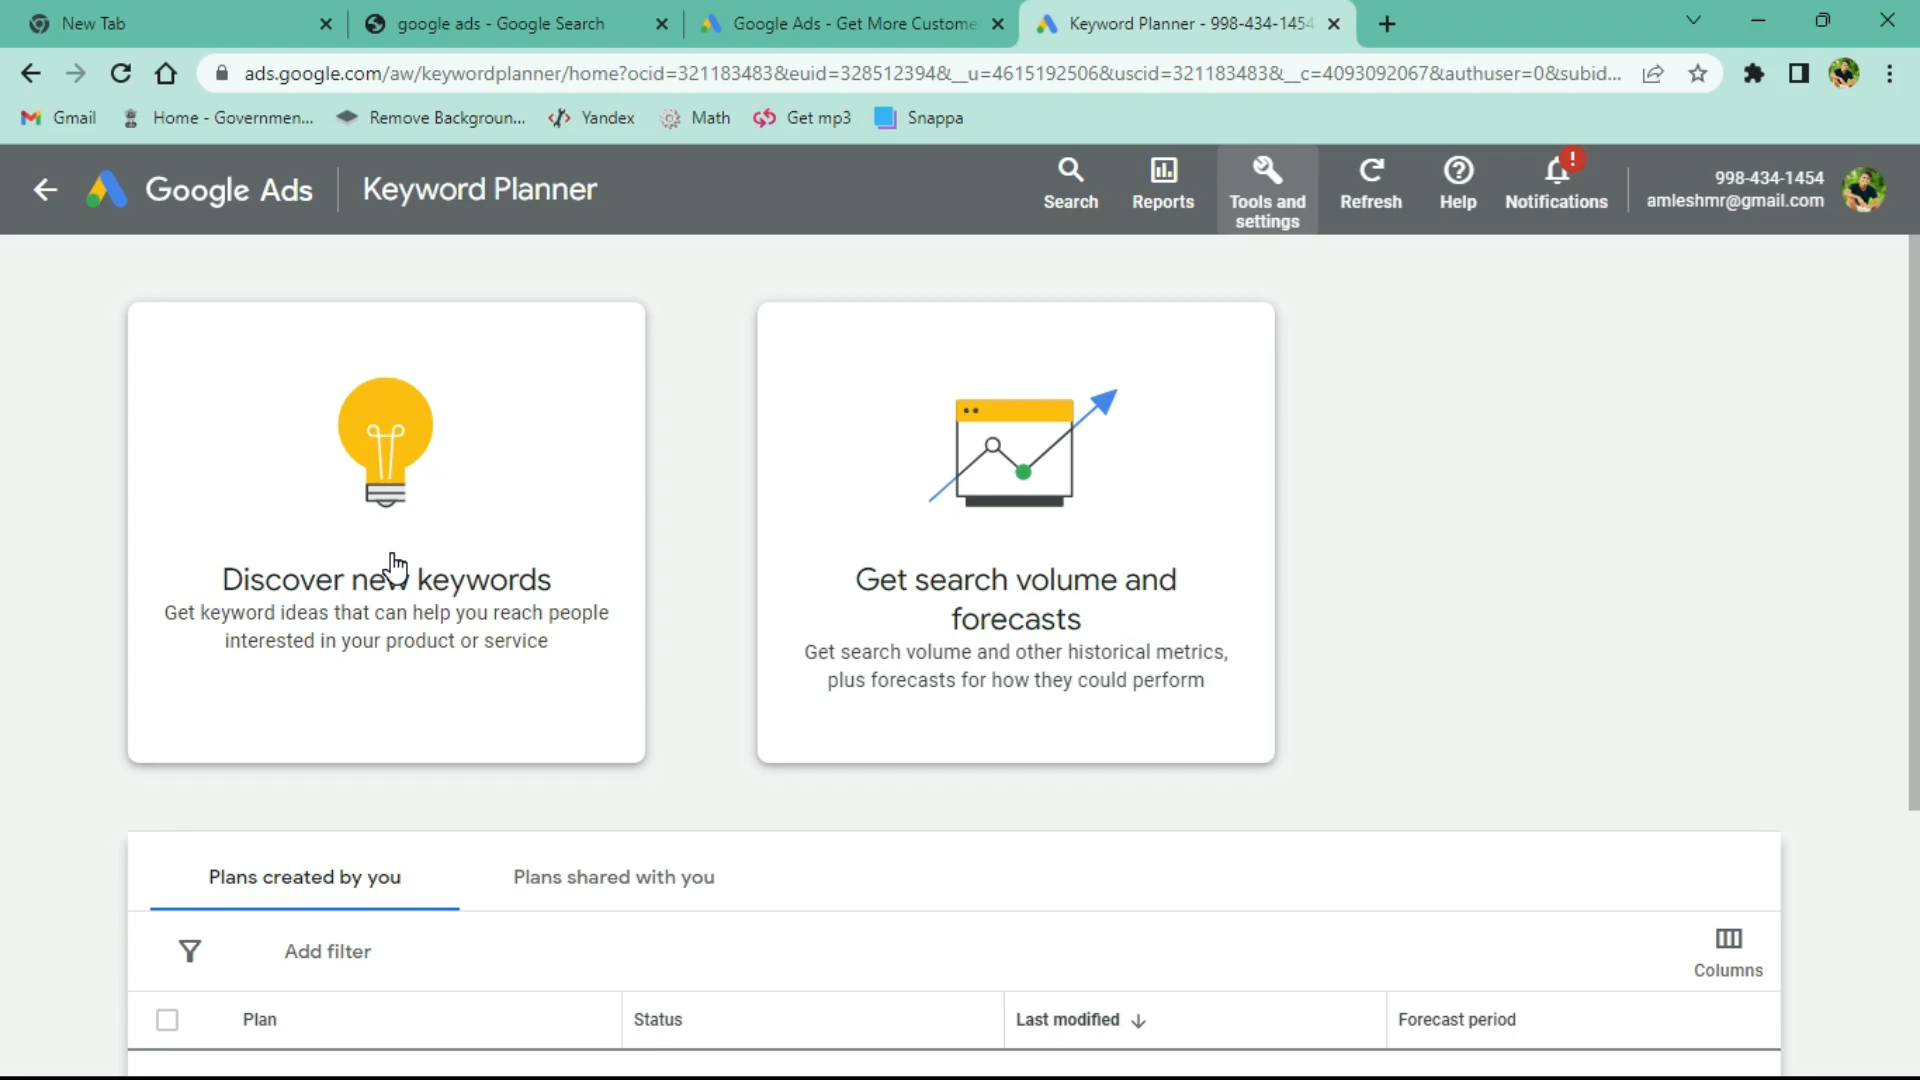 New Tab
google ads - Google Search
Google Ads - Get More Custome
Keyword Planner - 998-434-1454
ads.google.com/aw/keywordplanner/home?ocid=321183483&euid=328512394&__u=4615192506&uscid=321183483&__c=4093092067&authuser=0&subid...
Gmail
Home - Governmen...
Remove Backgroun...
Yandex
Math
Get mp3
Snappa
Google Ads
Keyword Planner
Search
Reports
Tools and
settings
Refresh
Help
!
Notifications
998-434-1454
amleshmr@gmail.com
Discover new keywords
Get keyword ideas that can help you reach people
interested in your product or service
Get search volume and
forecasts
Get search volume and other historical metrics,
plus forecasts for how they could perform
Plans created by you
Plans shared with you
Add filter
Columns
Plan
Status
Last modified
Forecast period